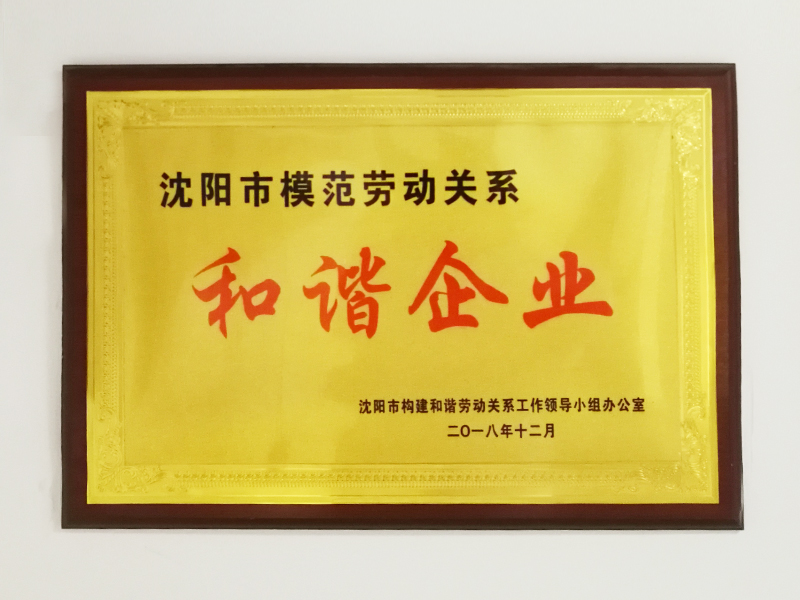 沈阳市模范劳动关系
和谐企业
沈阳市构建和谐劳动关系工作领导小组办公室
二〇一八年十二月